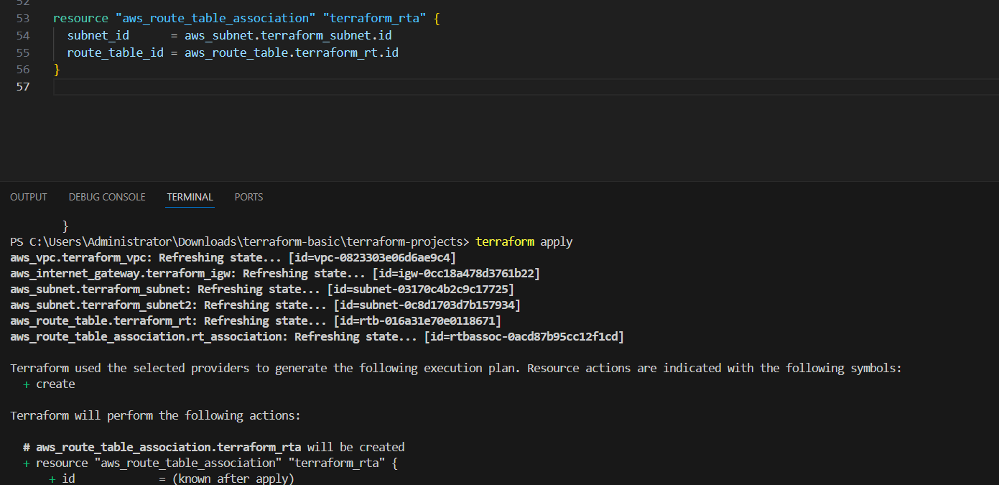 52
53 resource "aws_route_table_association" "terraform_rta" {
54 subnet_id      = aws_subnet.terraform_subnet.id
55 route_table_id = aws_route_table.terraform_rt.id
56 }
57
OUTPUT DEBUG CONSOLE TERMINAL PORTS
}
PS C:\Users\Administrator\Downloads\terraform-basic\terraform-projects> terraform apply
aws_vpc.terraform_vpc: Refreshing state... [id=vpc-0823303e06d6ae9c4]
aws_internet_gateway.terraform_igw: Refreshing state... [id=igw-0cc18a478d3761b22]
aws_subnet.terraform_subnet: Refreshing state... [id=subnet-03170c4b2c9c17725]
aws_subnet.terraform_subnet2: Refreshing state... [id=subnet-0c8d1703d7b157934]
aws_route_table.terraform_rt: Refreshing state... [id=rtb-016a31e70e0118671]
aws_route_table_association.rt_association: Refreshing state... [id=rtbassoc-0acd87b95cc12f1cd]
Terraform used the selected providers to generate the following execution plan. Resource actions are indicated with the following symbols:
+ create
Terraform will perform the following actions:
# aws_route_table_association.terraform_rta will be created
+ resource "aws_route_table_association" "terraform_rta" {
+ id             = (known after apply)